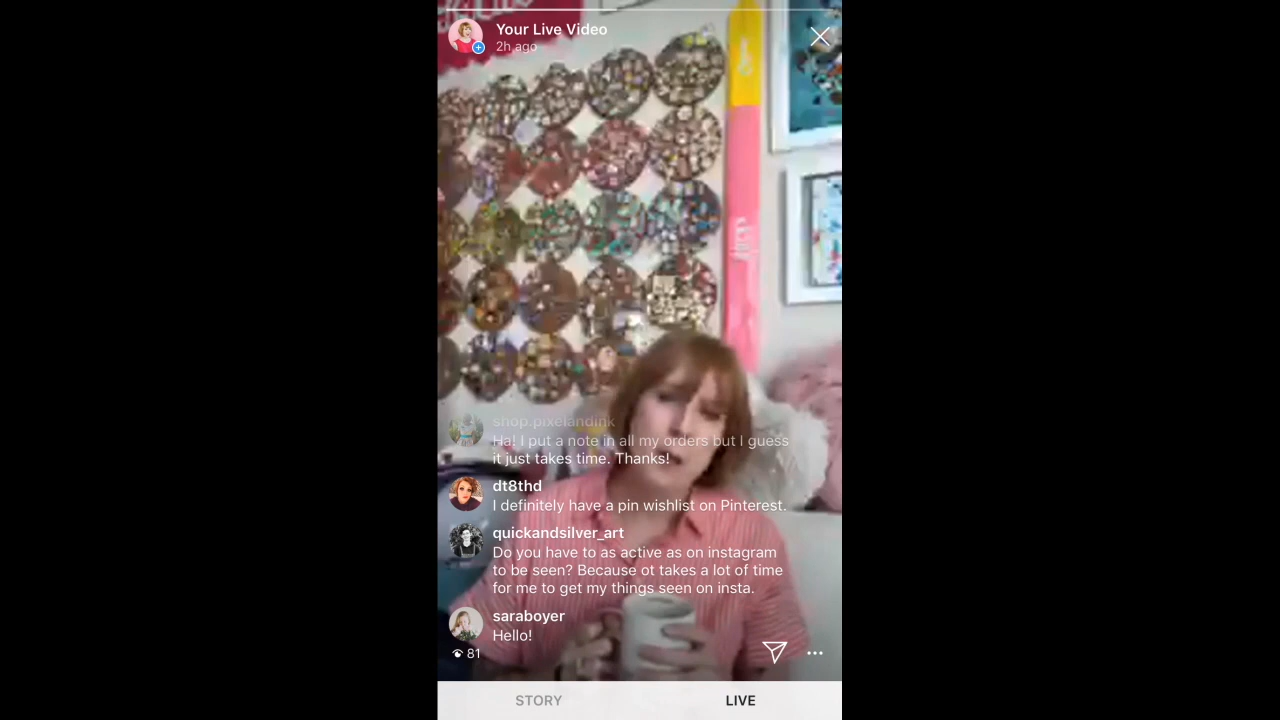 Your Live Video
2h ago
shop.pixelandink
Ha! I put a note in all my orders but I guess
it just takes time. Thanks!
dt8thd
I definitely have a pin wishlist on Pinterest.
quickandsilver_art
Do you have to as active as on instagram
to be seen? Because ot takes a lot of time
for me to get my things seen on insta.
saraboyer
Hello!
81
STORY LIVE